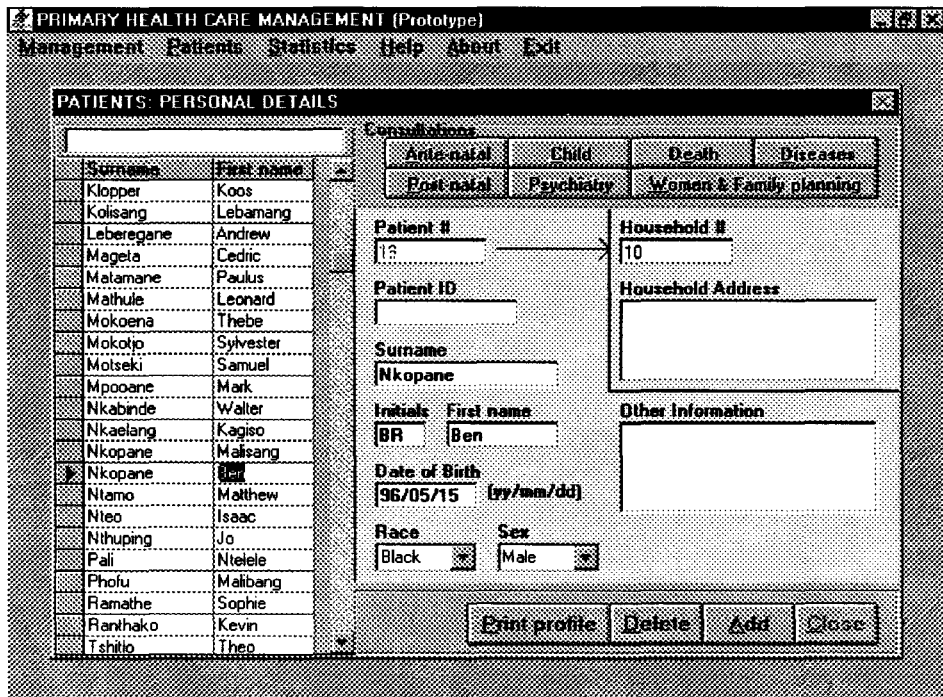 PRIMARY HEALTH CARE MANAGEMENT (Prototype)
Management Patients Statistics Help About Exit
PATIENTS: PERSONAL DETAILS
Consultations
Ante-natal Child Death Diseases
Post-natal Psychiatry Women & Family planning
Surname First name
Klopper Koos
Kolisang Lebamang
Leberegane Andrew
Mageta Cedric
Matamane Paulus
Mathule Leonard
Mokoena Thebe
Mokotjo Sylvester
Motseki Samuel
Mpooane Mark
Nkabinde Walter
Nkaelang Kagiso
Nkopane Malisang
Nkopane Ben
Ntamo Matthew
Nteo Isaac
Nthuping Jo
Pali Ntelele
Phofu Malibang
Ramathe Sophie
Ranthako Kevin
Tshitlo Theo
Patient #
Household #
10
Patient ID
Household Address
Surname
Nkopane
Initials First name
BR Ben
Other Information
Date of Birth
96/05/15 (yy/mm/dd)
Race Sex
Black Male
Print profile Delete Add Close